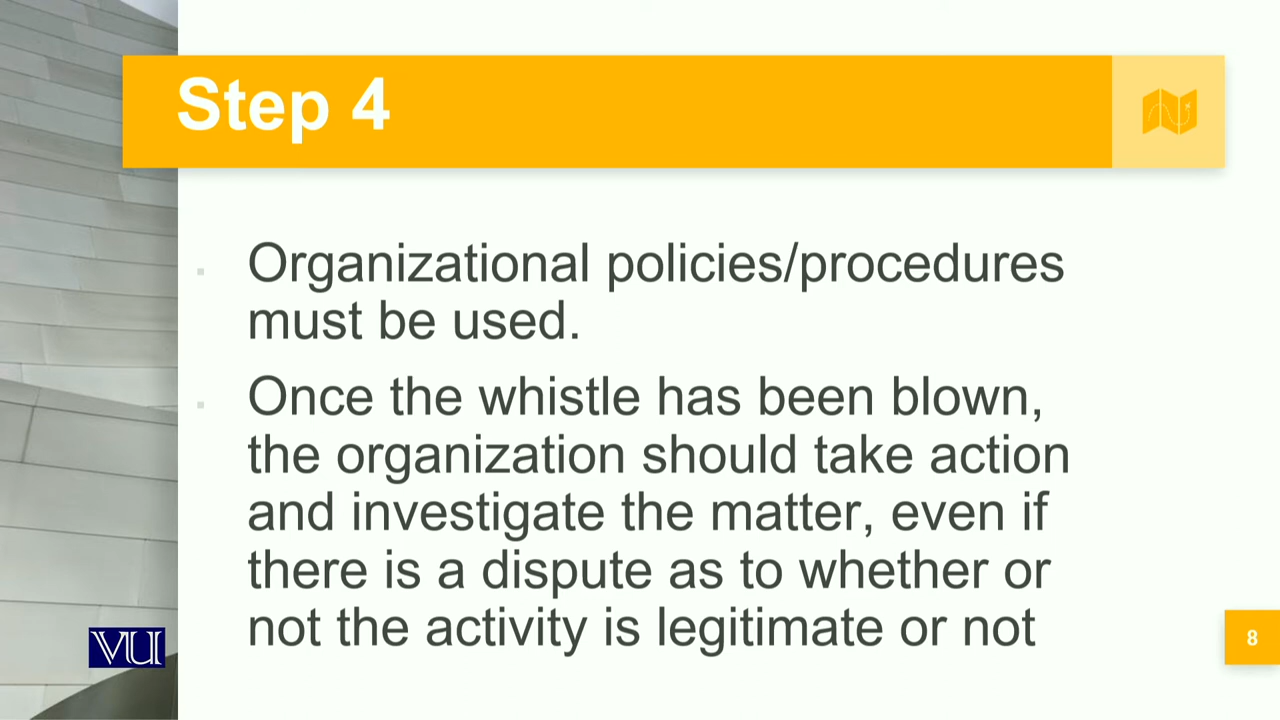 Step 4
Organizational policies/procedures
must be used.
Once the whistle has been blown,
the organization should take action
and investigate the matter, even if
there is a dispute as to whether or
not the activity is legitimate or not
VU
8